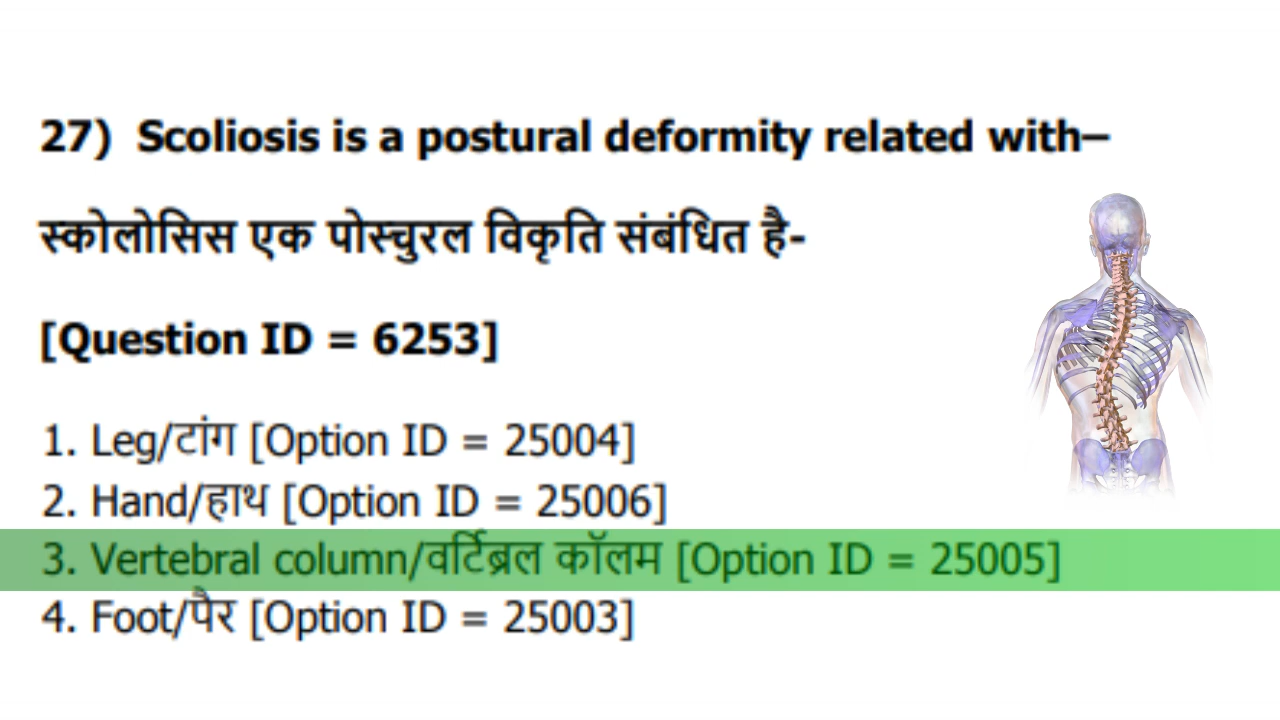 27) Scoliosis is a postural deformity related with–
स्कोलोसिस एक पोस्चुरल विकृति संबंधित है-
[Question ID = 6253]
1. Leg/टांग [Option ID = 25004]
2. Hand/हाथ [Option ID = 25006]
3. Vertebral column/वर्टिब्रल कॉलम [Option ID = 25005]
4. Foot/पैर [Option ID = 25003]